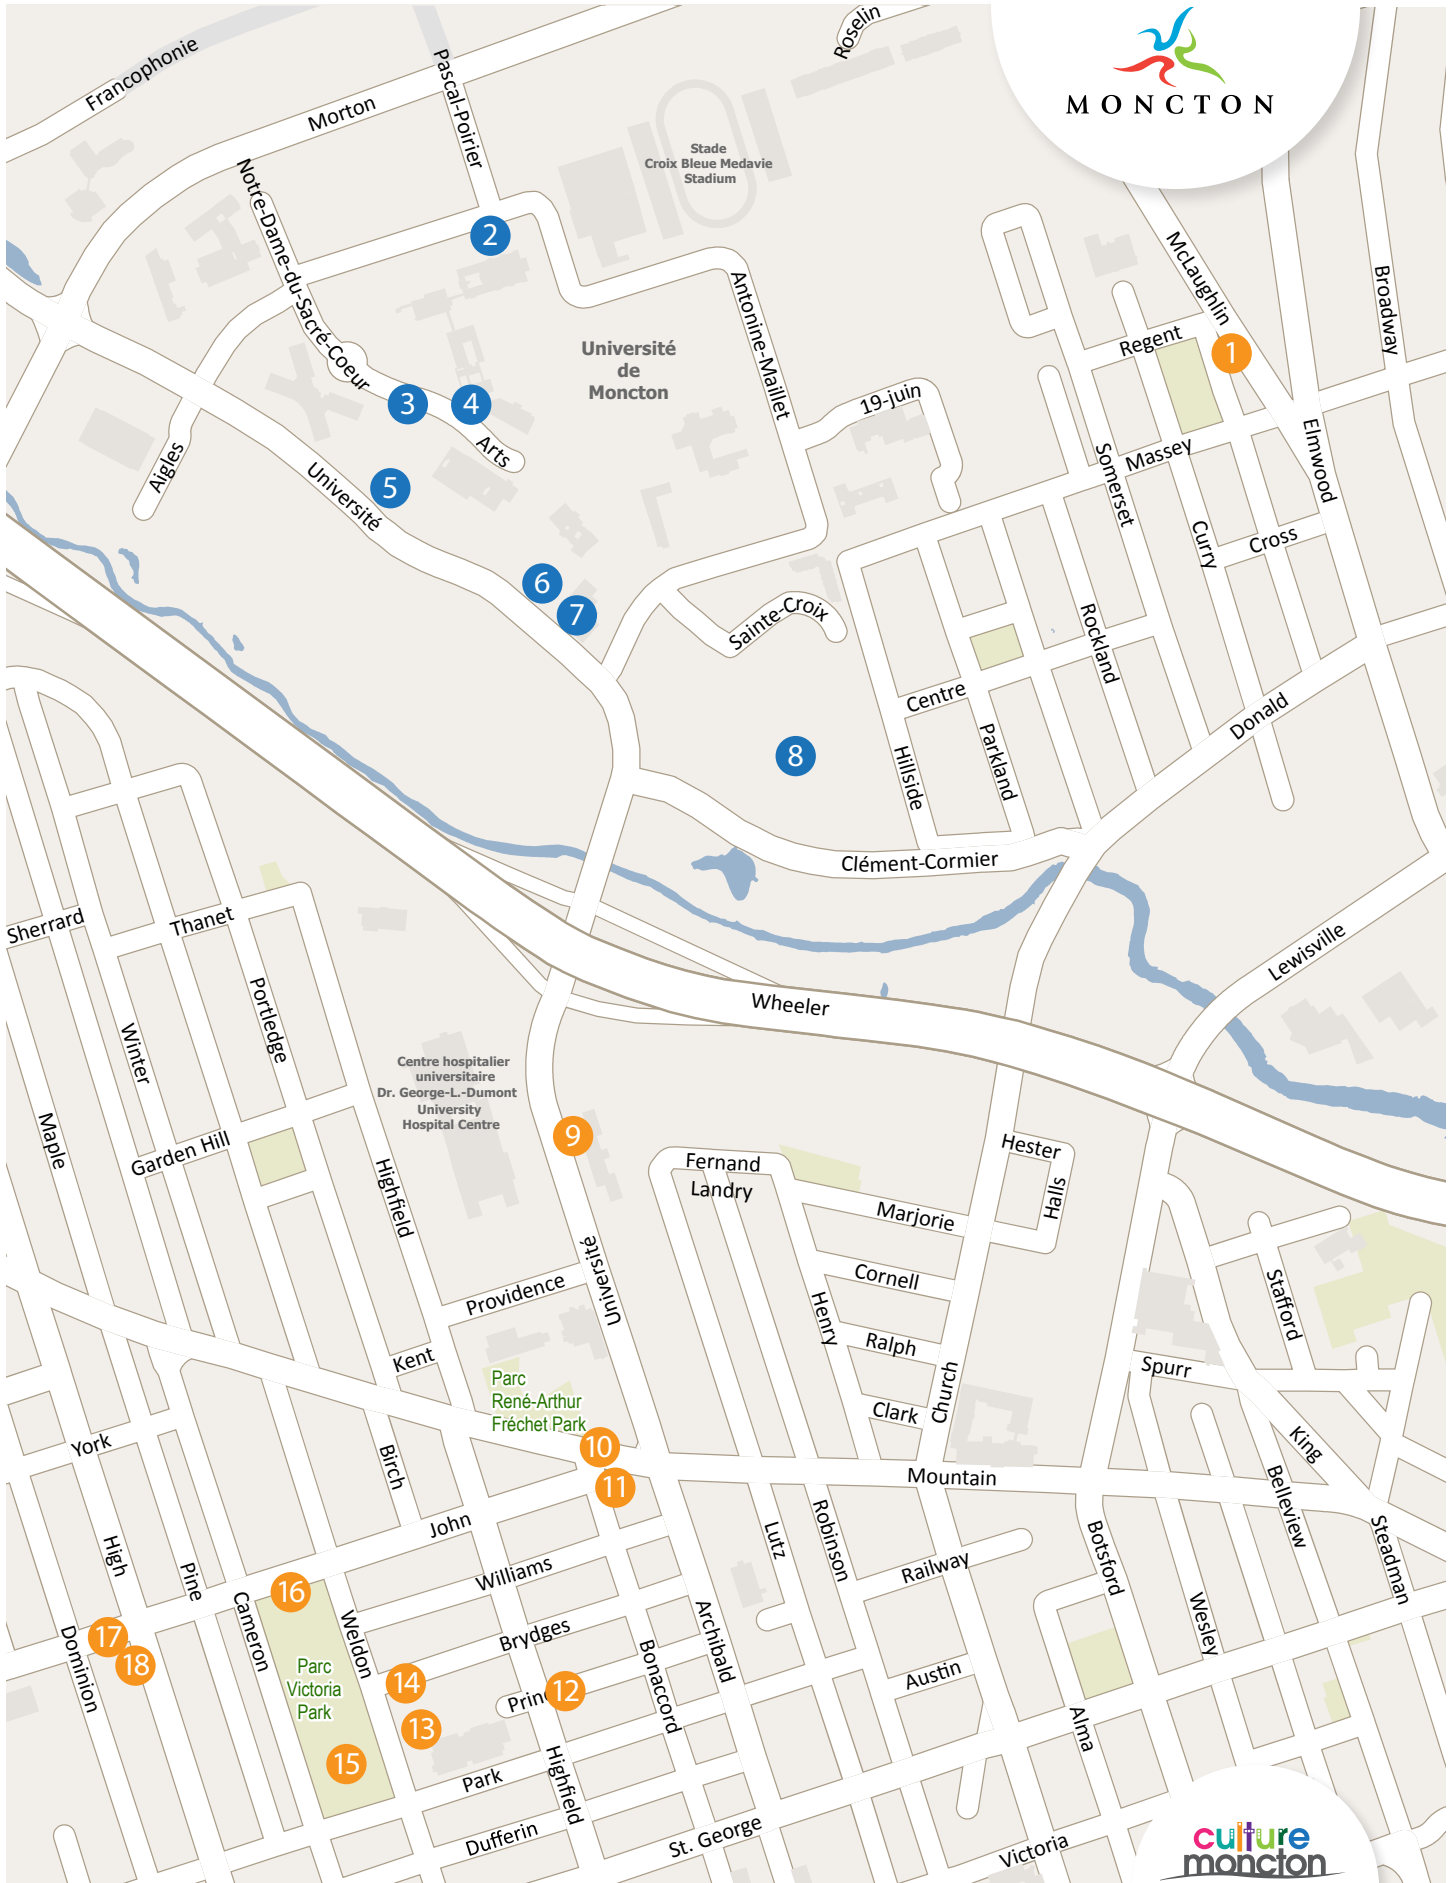 Francophonie
Morton
Pascal-Poirier
Roselin
MONCTON
Stade
Croix Bleue Medavie
Stadium
Notre-Dame-du-Sacré-Coeur
2
McLaughlin
Broadway
Antonine-Maillet
Regent
1
Université
de
Moncton
3
4
19-juin
Arts
Aigles
Elmwood
Massey
Somerset
5
Université
Curry
Cross
6
7
Sainte-Croix
Rockland
Centre
Donald
Parkland
Hillside
8
Clément-Cormier
Sherrard
Thanet
Lewisville
Portledge
Wheeler
Winter
Centre hospitalier
universitaire
Dr. George-L.-Dumont
University
Hospital Centre
Maple
Garden Hill
9
Highfield
Fernand
Landry
Hester
Halls
Marjorie
Université
Cornell
Providence
Henry
Stafford
Kent
Ralph
Spurr
Parc
René-Arthur
Fréchet Park
Church
Clark
York
10
King
Birch
Mountain
11
Belleview
High
John
Lutz
Robinson
Botsford
Steadman
Pine
Williams
Railway
16
Cameron
Weldon
Archibald
Wesley
17
18
Dominion
Brydges
Bonaccord
Parc
Victoria
Park
14
12
Austin
13
Alma
15
Park
Highfield
Dufferin
St. George
Victoria
culture
moncton